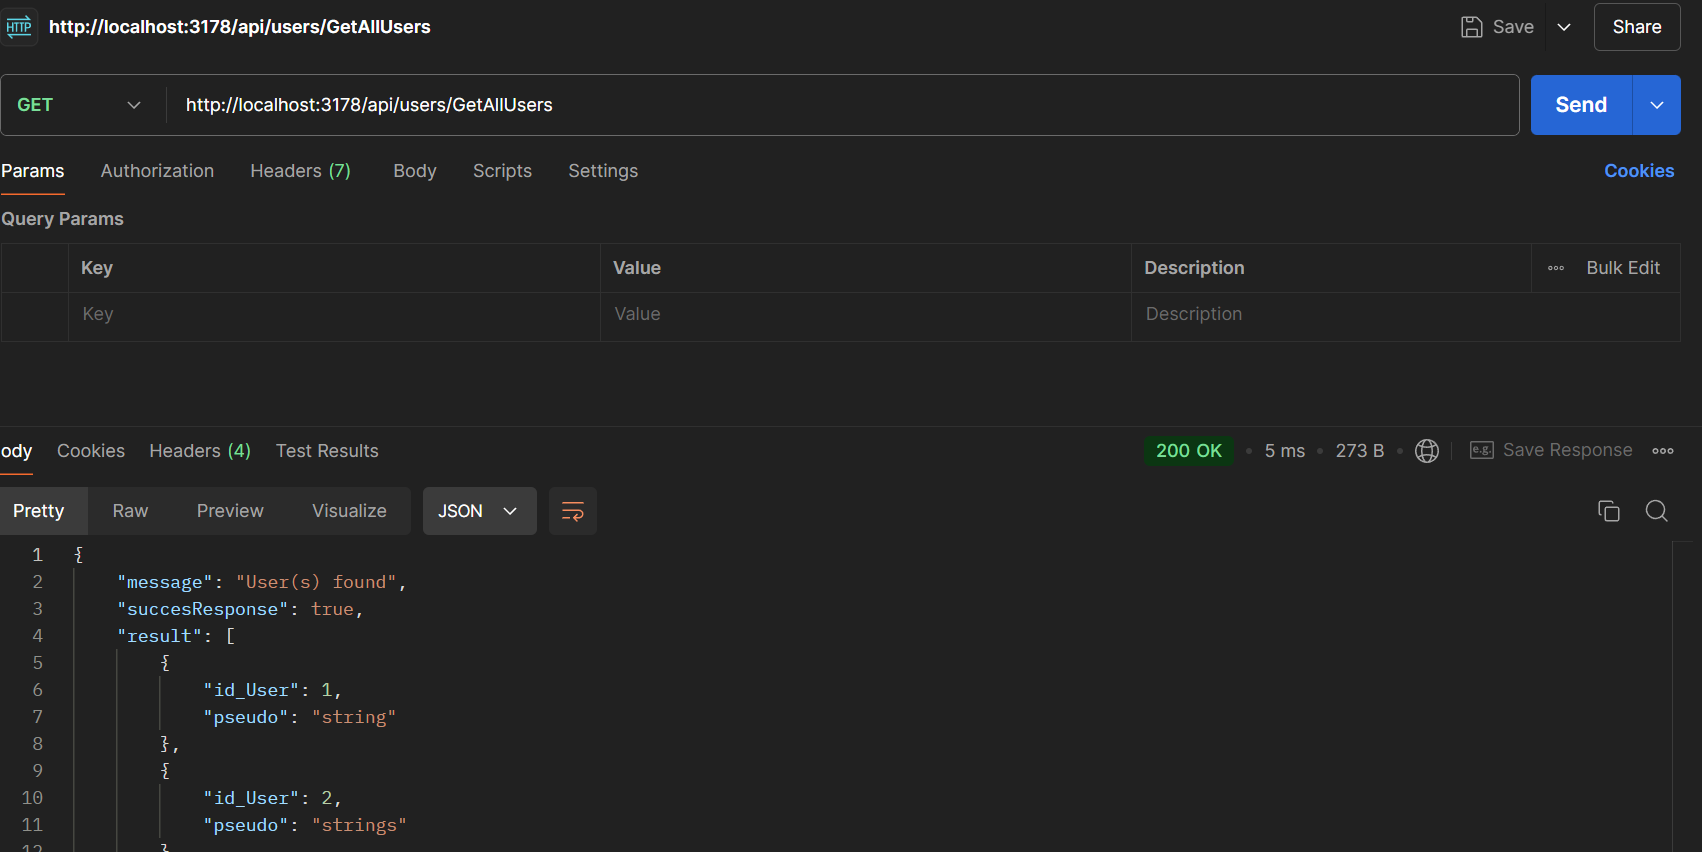 HTTP http://localhost:3178/api/users/GetAllUsers Save Share
GET http://localhost:3178/api/users/GetAllUsers Send
Params Authorization Headers (7) Body Scripts Settings Cookies
Query Params
Key Value Description Bulk Edit
Key Value Description
ody Cookies Headers (4) Test Results 200 OK • 5 ms • 273 B • e.g. Save Response
Pretty Raw Preview Visualize JSON
1 {
2 "message": "User(s) found",
3 "succesResponse": true,
4 "result": [
5 {
6 "id_User": 1,
7 "pseudo": "string"
8 },
9 {
10 "id_User": 2,
11 "pseudo": "strings"
12 }